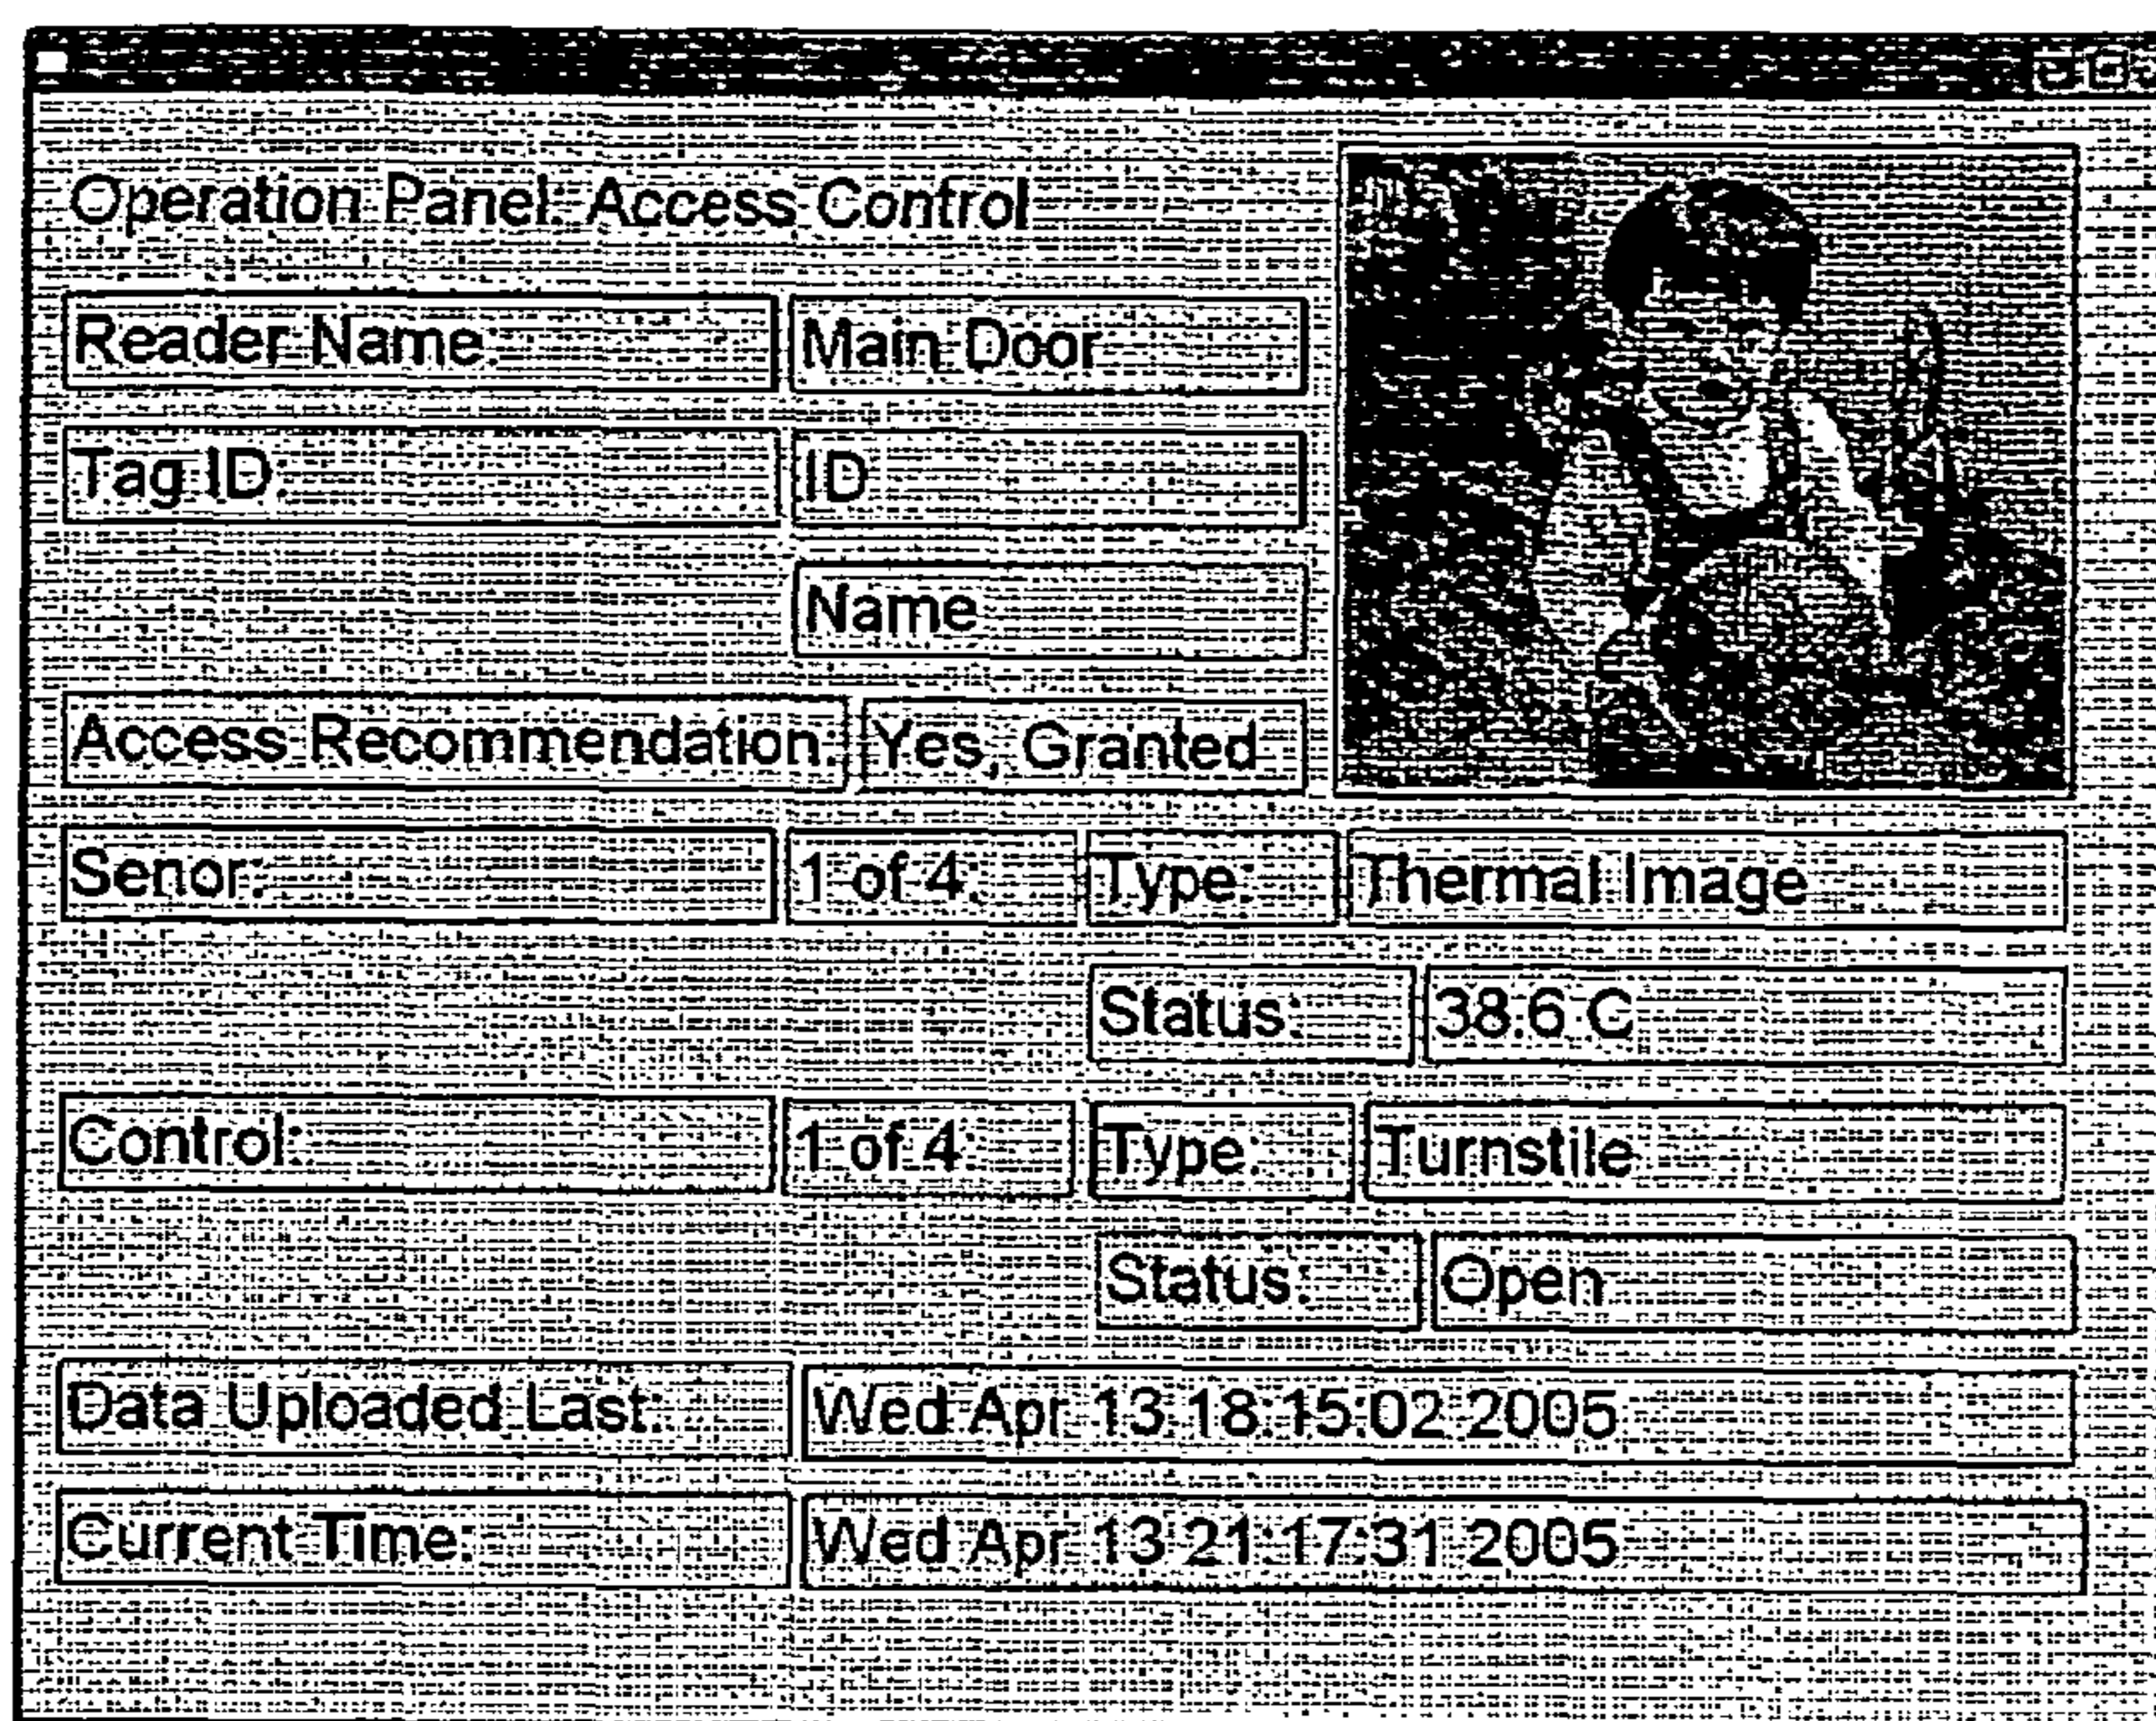 Operation Panel: Access Control
Reader Name: Main Door
Tag ID: ID
Name
Access Recommendation: Yes, Granted
Senor: 1 of 4: Type: Thermal Image
Status: 38.6 C
Control: 1 of 4: Type: Turnstile
Status: Open
Data Uploaded Last: Wed Apr 13 18:15:02 2005
Current Time: Wed Apr 13 21:17:31 2005